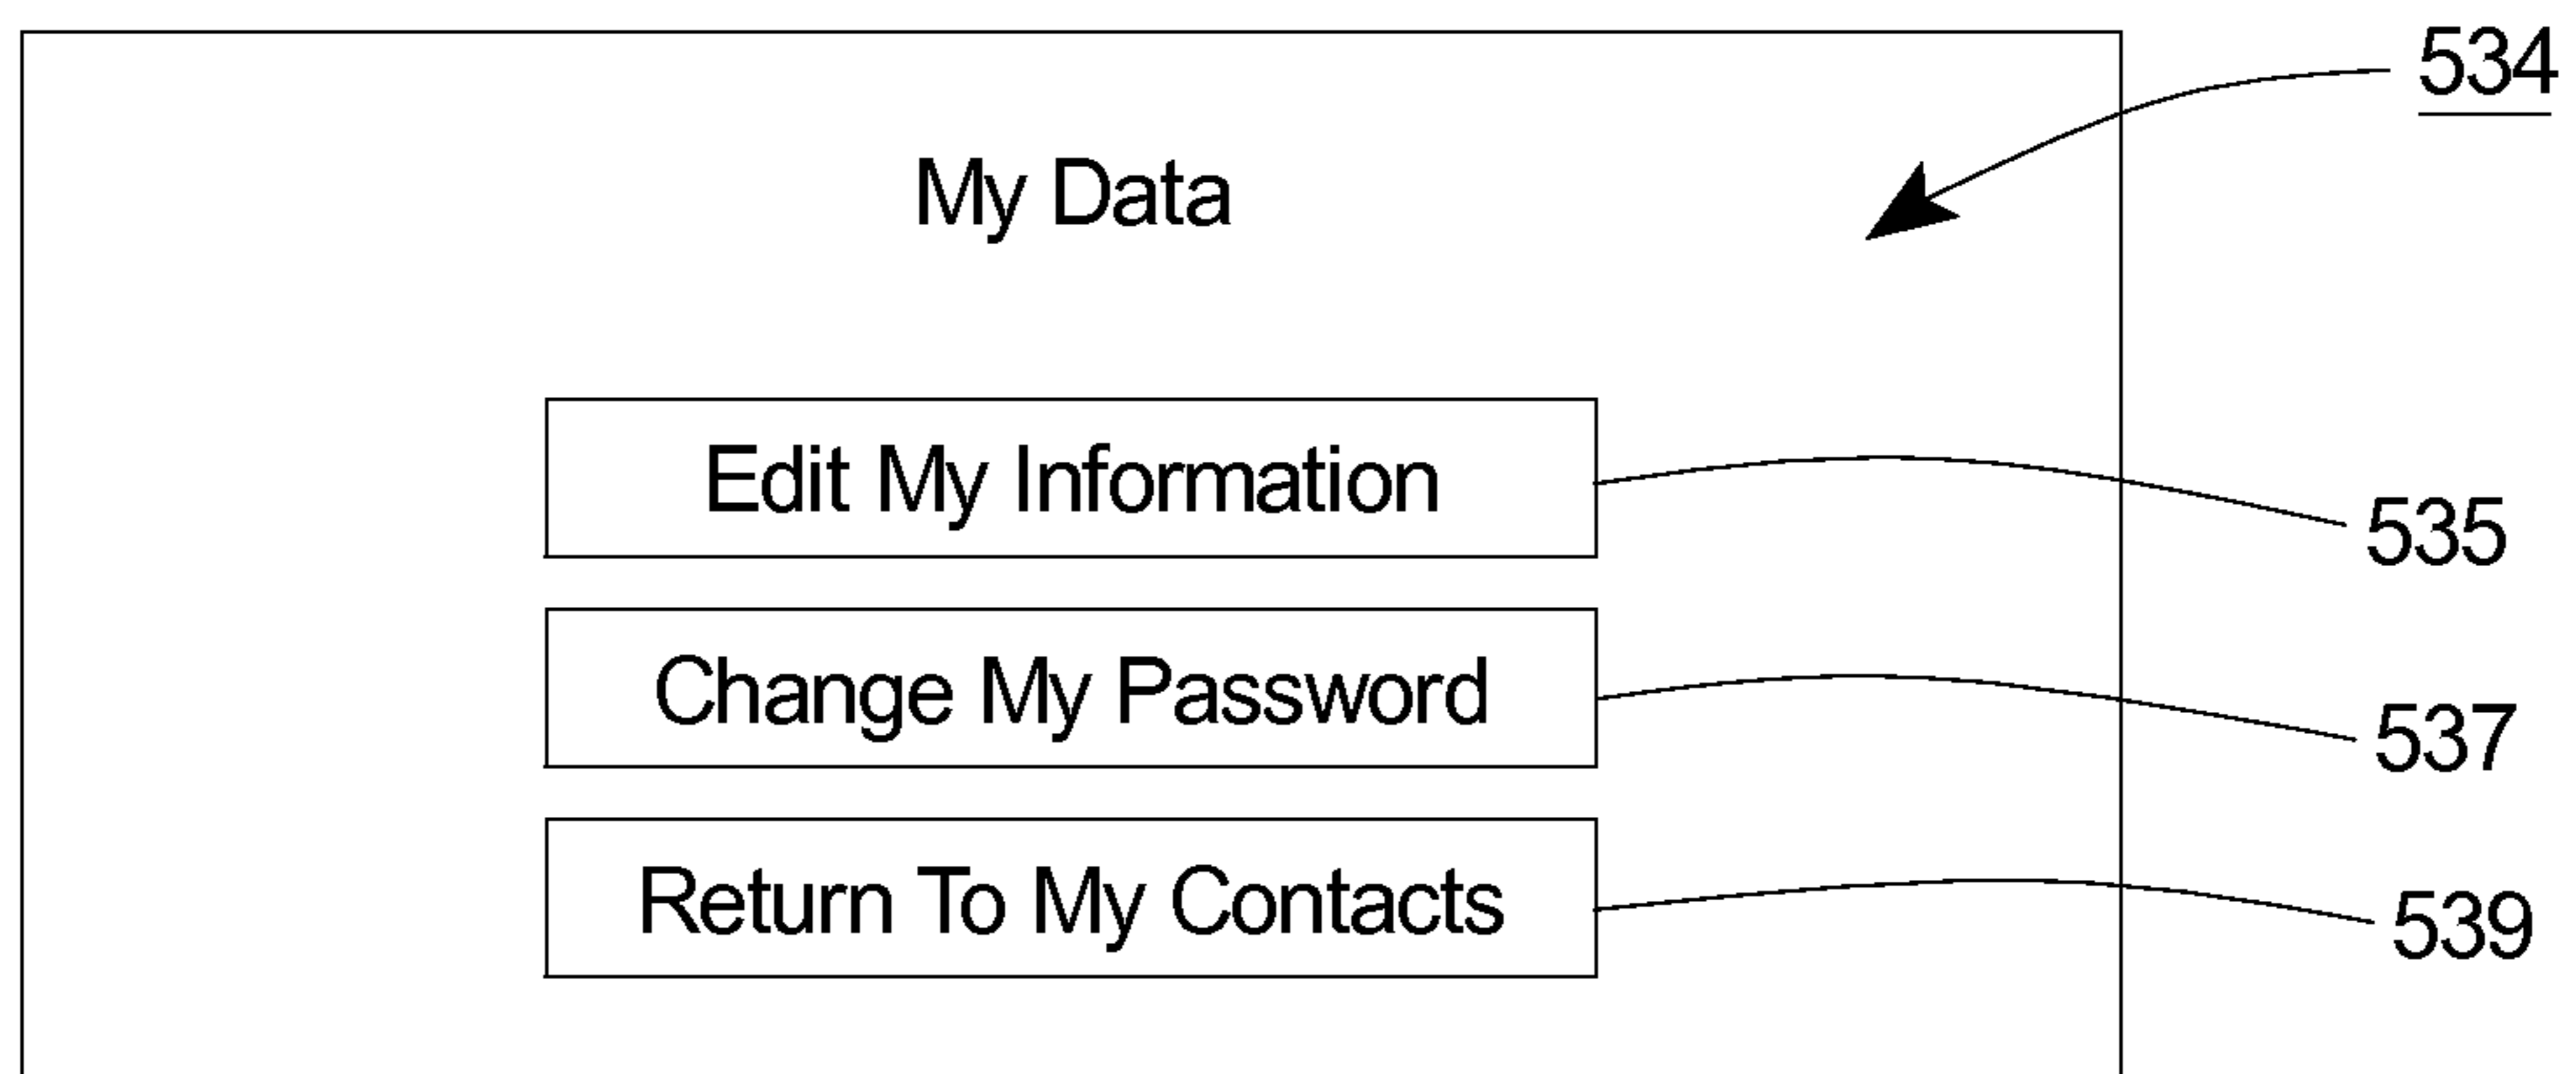 534
My Data
Edit My Information
535
Change My Password
537
Return To My Contacts
539